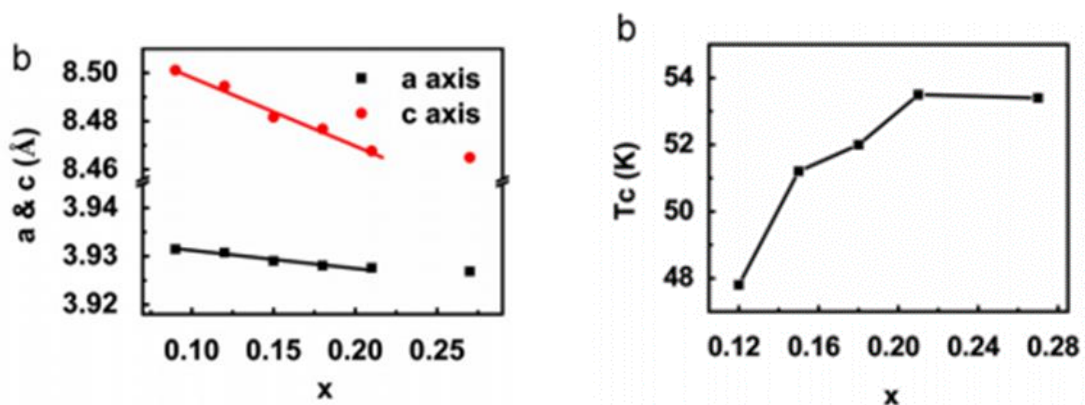 b
8.50
8.48
8.46
3.94
3.93
3.92
a & c (Å)
a axis
c axis
0.10 0.15 0.20 0.25
x
b
54
52
50
48
Tc (K)
0.12 0.16 0.20 0.24 0.28
x